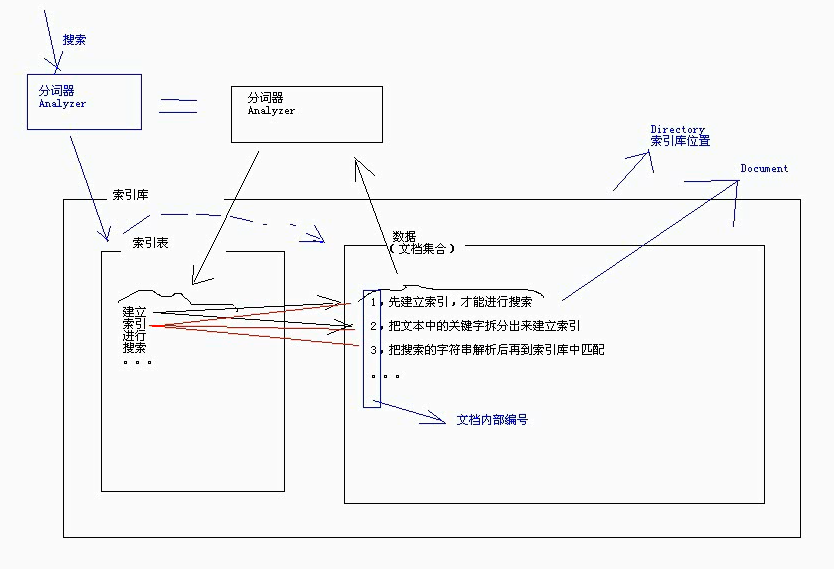 搜索
分词器
Analyzer
分词器
Analyzer
Directory
索引库位置
Document
索引库
索引表
数据
（文档集合）
建立
索引
进行
搜索
。。。
1，先建立索引，才能进行搜索
2，把文本中的关键字拆分出来建立索引
3，把搜索的字符串解析后再到索引库中匹配
。。。
文档内部编号